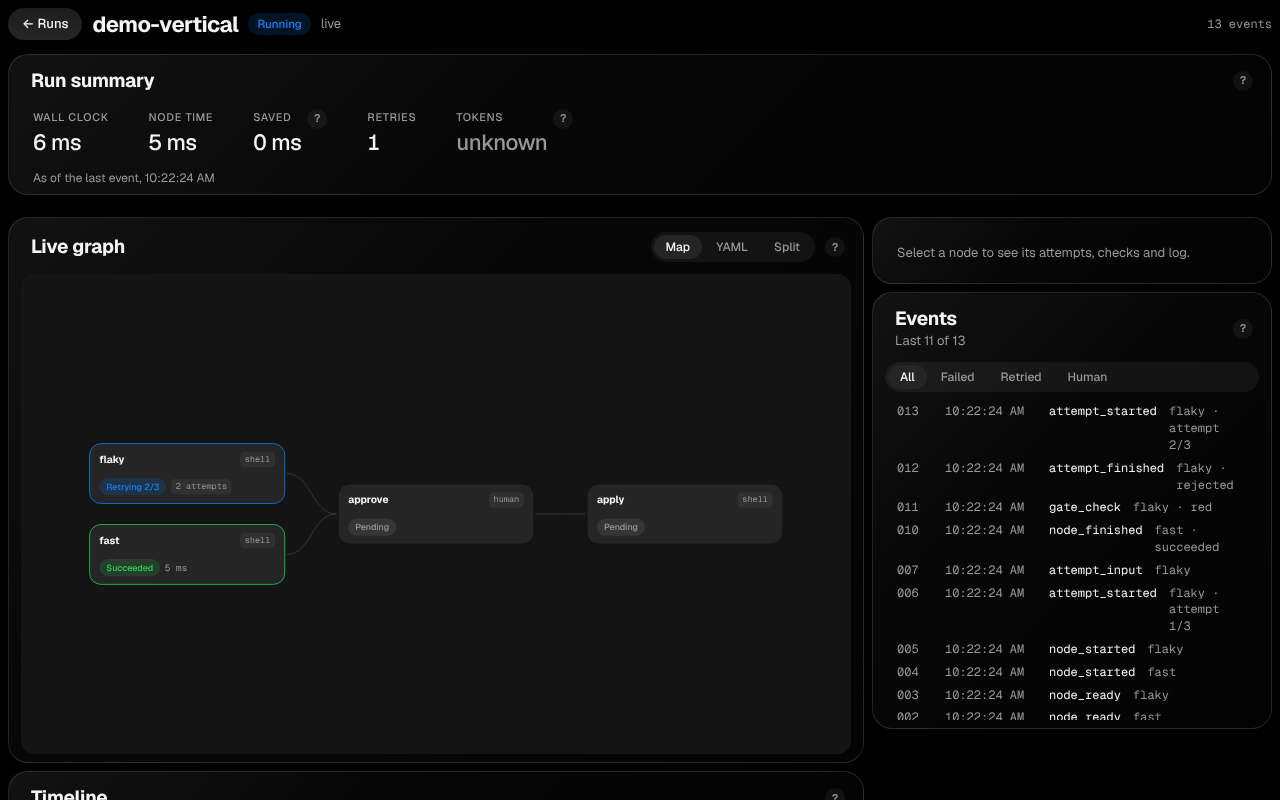 ← Runs
demo-vertical
Running
live
13 events
Run summary
?
WALL CLOCK
6 ms
NODE TIME
5 ms
SAVED
?
0 ms
RETRIES
1
TOKENS
?
unknown
As of the last event, 10:22:24 AM
Live graph
Map
YAML
Split
?
flaky
shell
Retrying 2/3
2 attempts
fast
shell
Succeeded
5 ms
approve
human
Pending
apply
shell
Pending
Select a node to see its attempts, checks and log.
Events
Last 11 of 13
?
All
Failed
Retried
Human
013 10:22:24 AM attempt_started flaky ·
attempt
2/3
012 10:22:24 AM attempt_finished flaky ·
rejected
011 10:22:24 AM gate_check flaky · red
010 10:22:24 AM node_finished fast ·
succeeded
007 10:22:24 AM attempt_input flaky
006 10:22:24 AM attempt_started flaky ·
attempt
1/3
005 10:22:24 AM node_started flaky
004 10:22:24 AM node_started fast
003 10:22:24 AM node_ready flaky
002 10:22:24 AM node_ready fast
Timeline
?